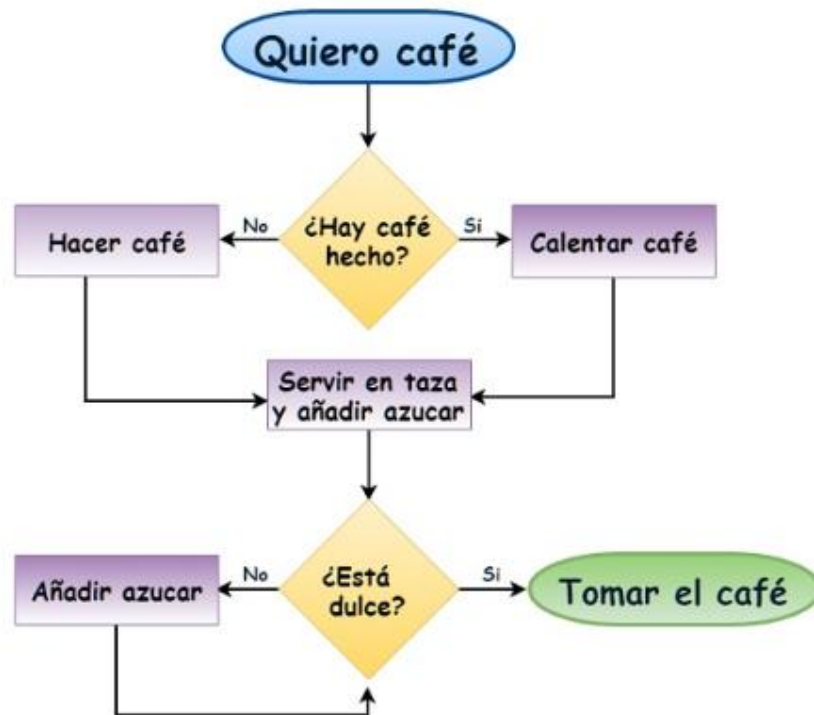 Quiero café
¿Hay café
hecho?
No
Si
Hacer café
Calentar café
Servir en taza
y añadir azucar
¿Está
dulce?
No
Si
Añadir azucar
Tomar el café